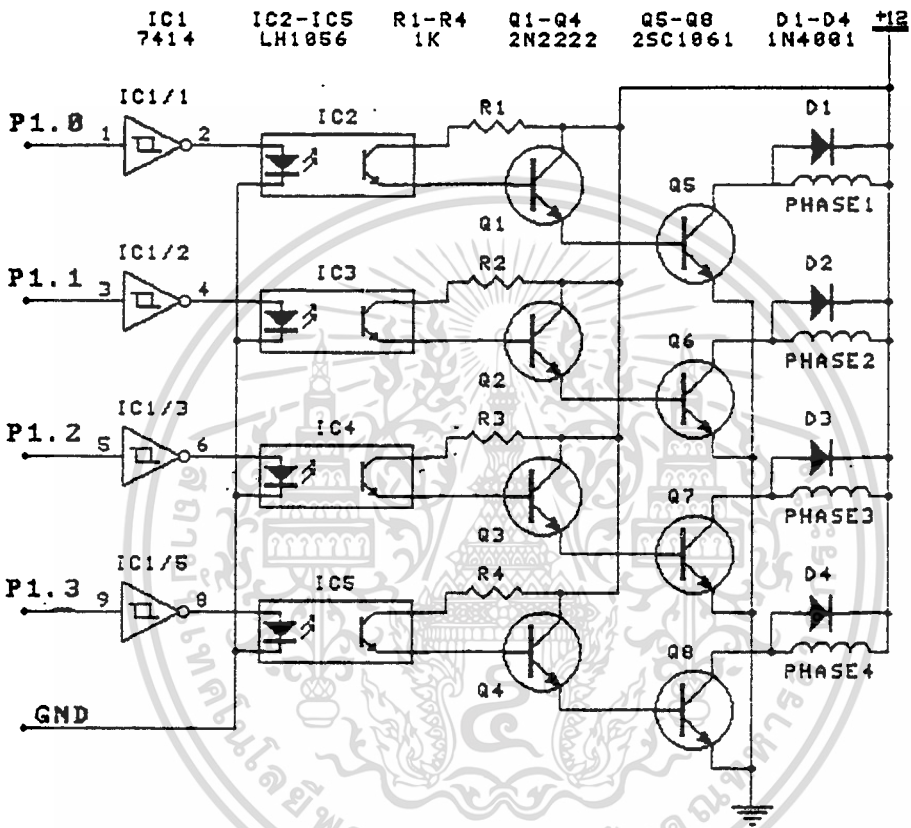 IC1 IC2-IC5 R1-R4 Q1-Q4 Q5-Q8 D1-D4 +12
7414 LH1056 1K 2N2222 2SC1061 1N4001
IC1/1 IC2 R1 D1
P1.0 1 2 Q1 Q5 PHASE1
IC1/2 IC3 R2 D2
P1.1 3 4 Q2 Q6 PHASE2
IC1/3 IC4 R3 D3
P1.2 5 6 Q3 Q7 PHASE3
IC1/5 IC5 R4 D4
P1.3 9 8 Q4 Q8 PHASE4
GND